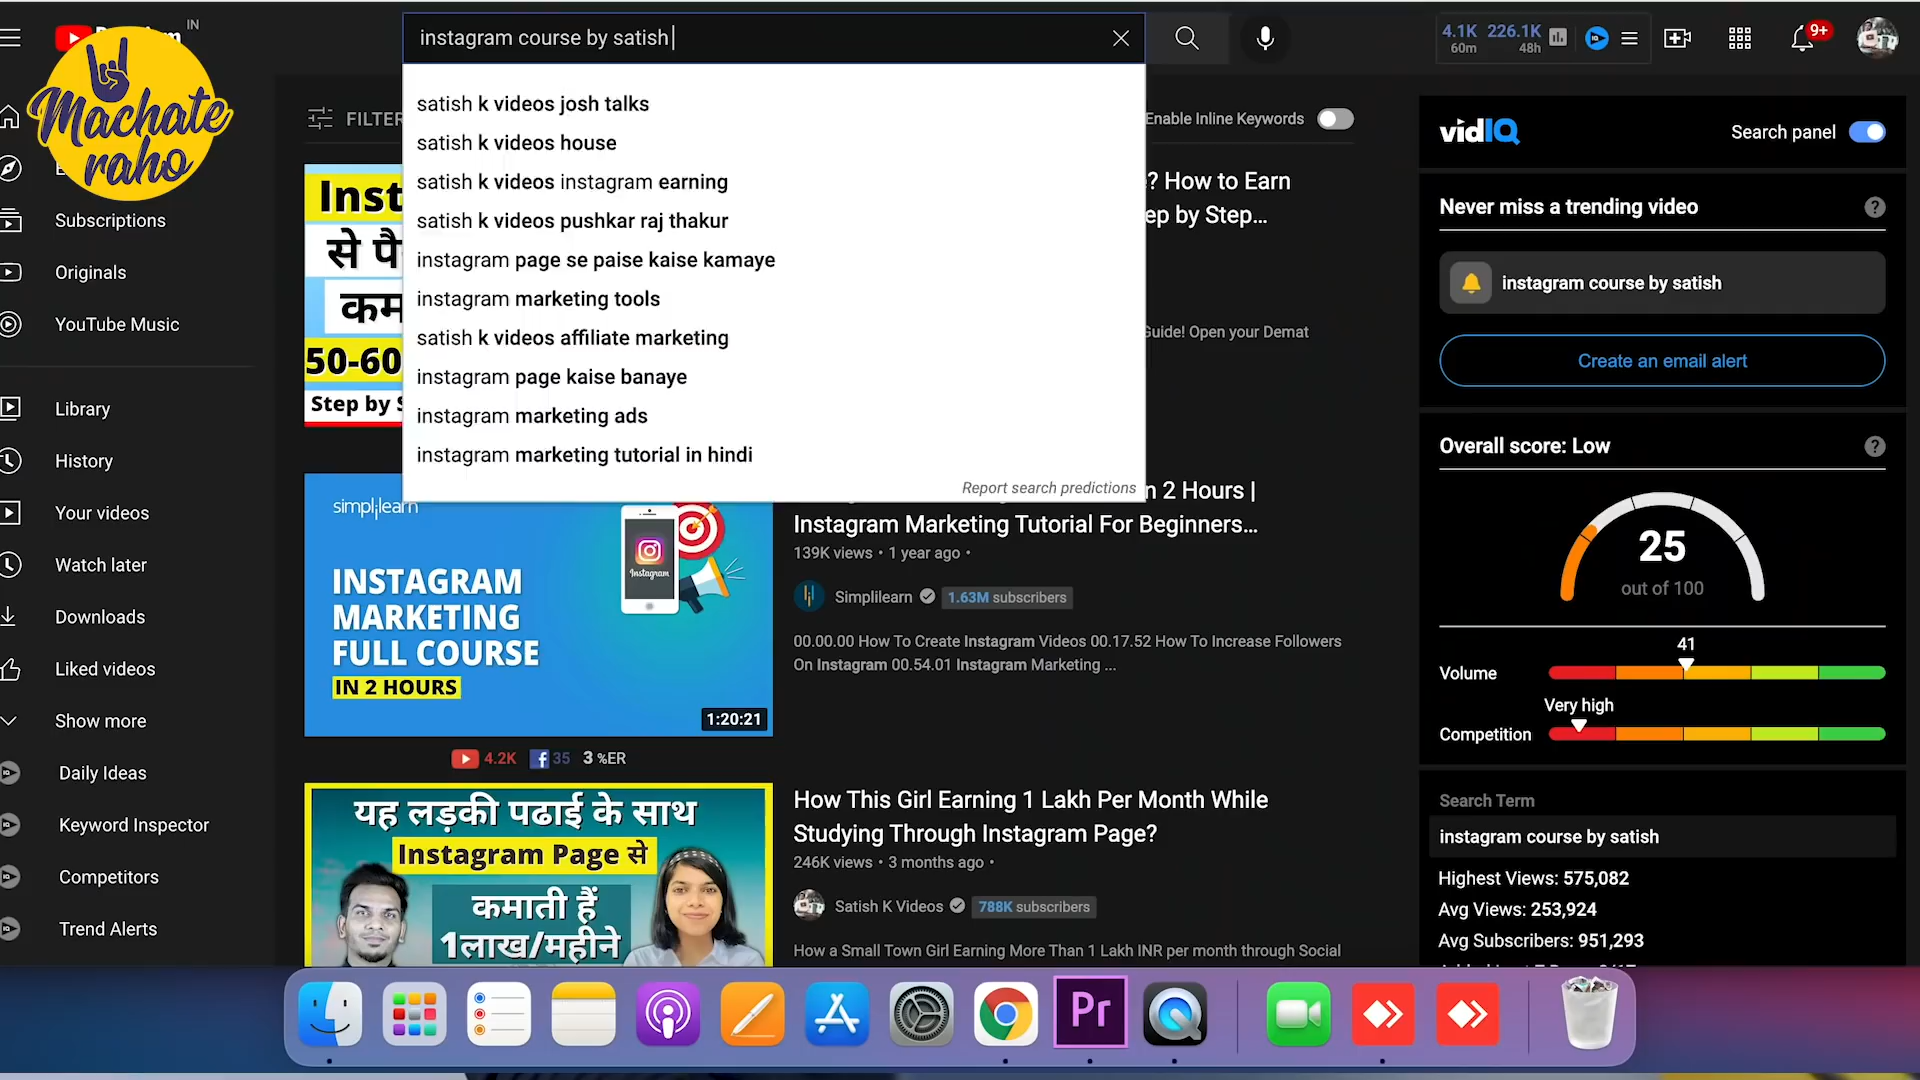 IN
Machate
raho
instagram course by satish
4.1K
60m
226.1K
48h
9+
satish k videos josh talks
satish k videos house
satish k videos instagram earning
satish k videos pushkar raj thakur
instagram page se paise kaise kamaye
instagram marketing tools
satish k videos affiliate marketing
instagram page kaise banaye
instagram marketing ads
instagram marketing tutorial in hindi
Report search predictions
Subscriptions
Originals
YouTube Music
Library
History
Your videos
Watch later
Downloads
Liked videos
Show more
Daily Ideas
Keyword Inspector
Competitors
Trend Alerts
FILTER
Enable Inline Keywords
Inst
से पै
कम
50-60
Step by S
? How to Earn
ep by Step...
Guide! Open your Demat
simplilearn
Instagram
INSTAGRAM
MARKETING
FULL COURSE
IN 2 HOURS
1:20:21
4.2K 35 3 %ER
n 2 Hours |
Instagram Marketing Tutorial For Beginners...
139K views • 1 year ago •
Simplilearn 1.63M subscribers
00.00.00 How To Create Instagram Videos 00.17.52 How To Increase Followers
On Instagram 00.54.01 Instagram Marketing ...
यह लड़की पढाई के साथ
Instagram Page से
कमाती हैं
1लाख/महीने
How This Girl Earning 1 Lakh Per Month While
Studying Through Instagram Page?
246K views • 3 months ago •
Satish K Videos 788K subscribers
How a Small Town Girl Earning More Than 1 Lakh INR per month through Social
vidIQ
Search panel
Never miss a trending video
instagram course by satish
Create an email alert
Overall score: Low
25
out of 100
41
Volume
Very high
Competition
Search Term
instagram course by satish
Highest Views: 575,082
Avg Views: 253,924
Avg Subscribers: 951,293
Pr